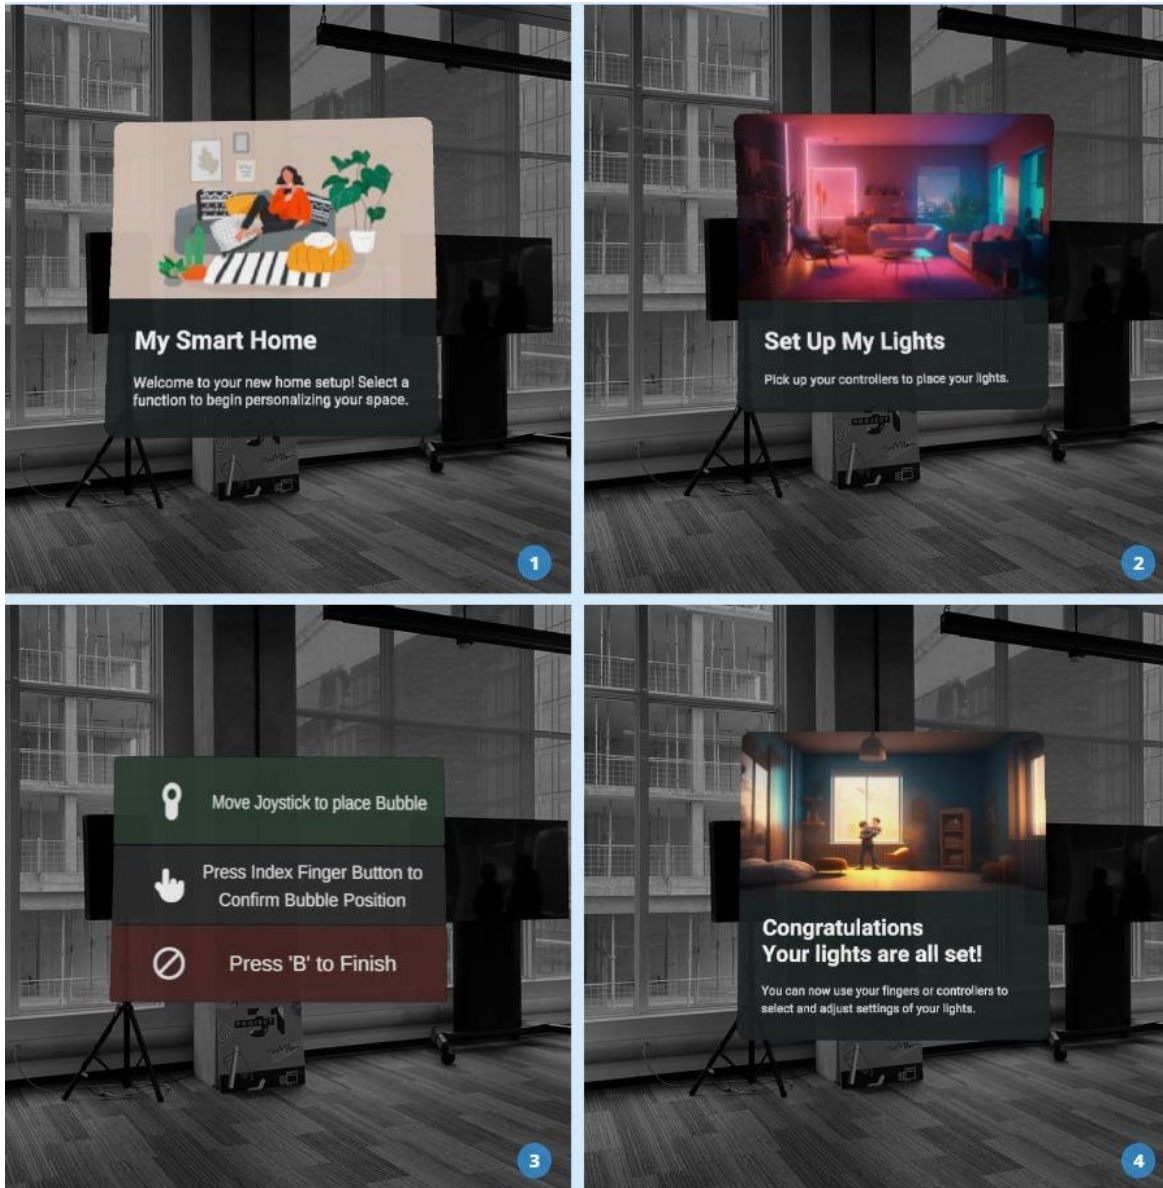 My Smart Home
Welcome to your new home setup! Select a
function to begin personalizing your space.
1
Set Up My Lights
Pick up your controllers to place your lights.
2
Move Joystick to place Bubble
Press Index Finger Button to
Confirm Bubble Position
Press 'B' to Finish
PROJECT
3
Congratulations
Your lights are all set!
You can now use your fingers or controllers to
select and adjust settings of your lights.
4